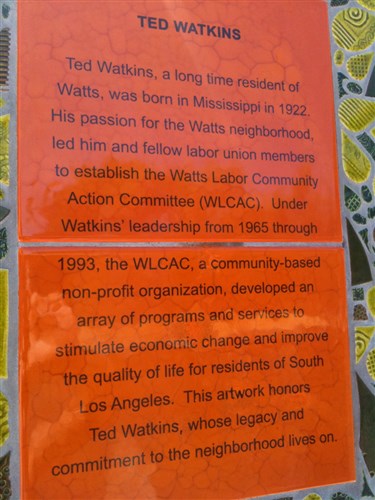 TED WATKINS
Ted Watkins, a long time resident of
Watts, was born in Mississippi in 1922.
His passion for the Watts neighborhood,
led him and fellow labor union members
to establish the Watts Labor Community
Action Committee (WLCAC). Under
Watkins' leadership from 1965 through
1993, the WLCAC, a community-based
non-profit organization, developed an
array of programs and services to
stimulate economic change and improve
the quality of life for residents of South
Los Angeles. This artwork honors
Ted Watkins, whose legacy and
commitment to the neighborhood lives on.